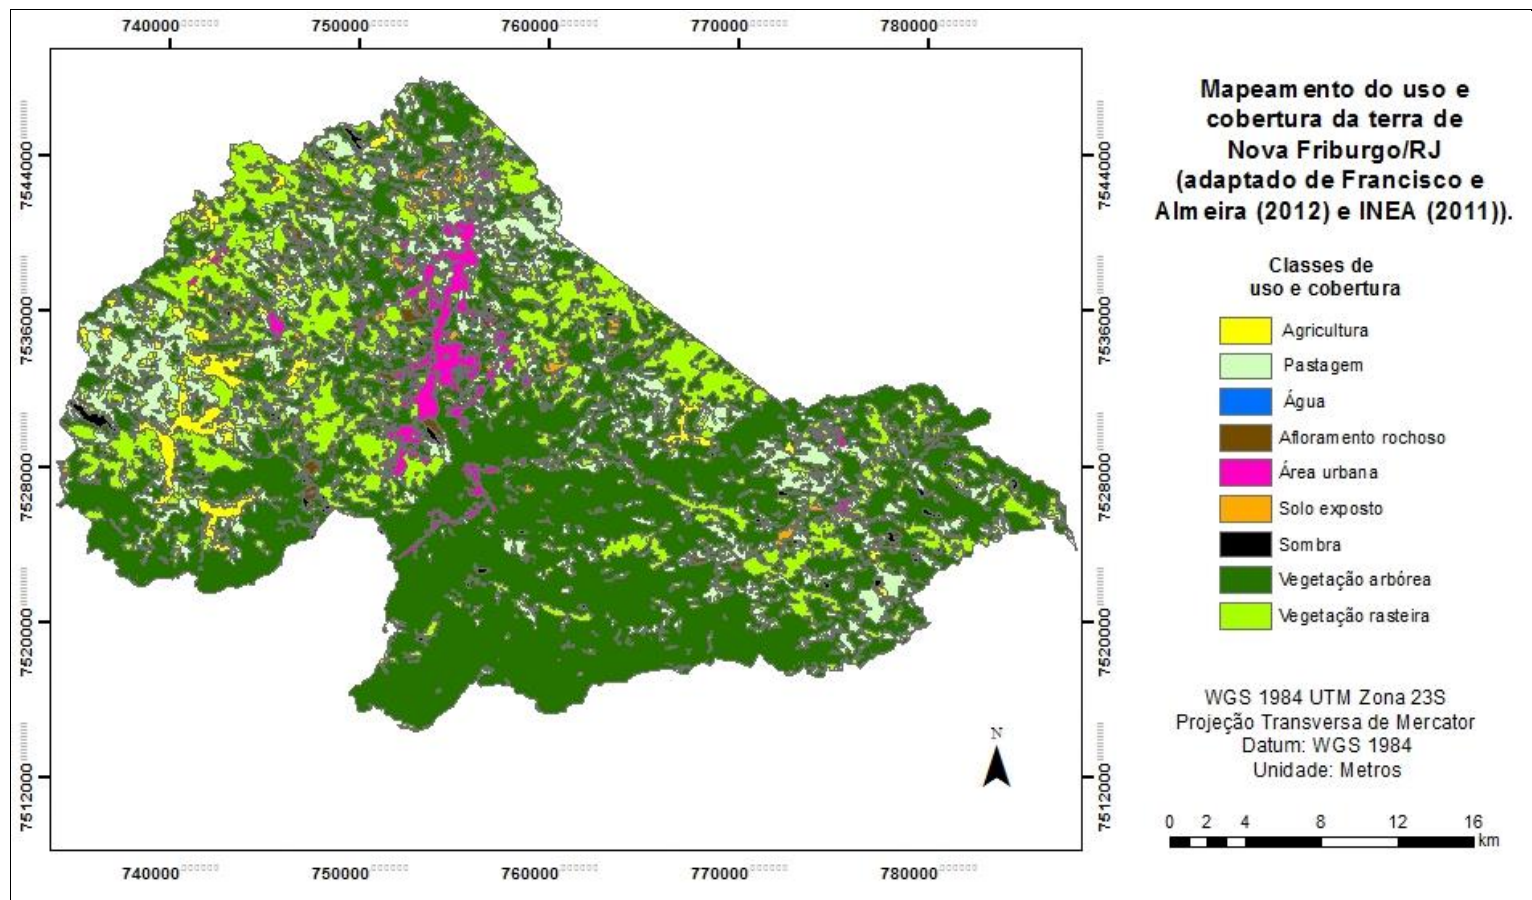 740000 750000 760000 770000 780000
7544000
7536000
7528000
7520000
7512000
7544000
7536000
7528000
7520000
7512000
740000 750000 760000 770000 780000
N
Mapeamento do uso e
cobertura da terra de
Nova Friburgo/RJ
(adaptado de Francisco e
Almeira (2012) e INEA (2011)).
Classes de
uso e cobertura
Agricultura
Pastagem
Água
Afloramento rochoso
Área urbana
Solo exposto
Sombra
Vegetação arbórea
Vegetação rasteira
WGS 1984 UTM Zona 23S
Projeção Transversa de Mercator
Datum: WGS 1984
Unidade: Metros
0 2 4 8 12 16
km